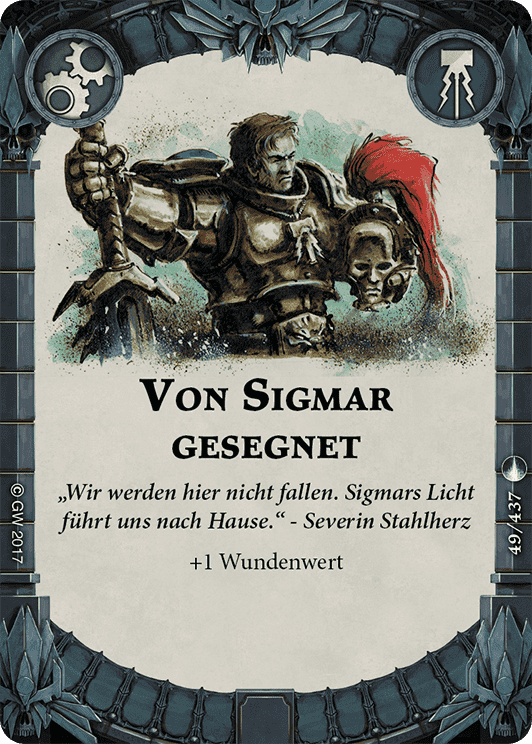 Von Sigmar
gesegnet
„Wir werden hier nicht fallen. Sigmars Licht
führt uns nach Hause.“ - Severin Stahlherz
+1 Wundenwert
© GW 2017
49/437